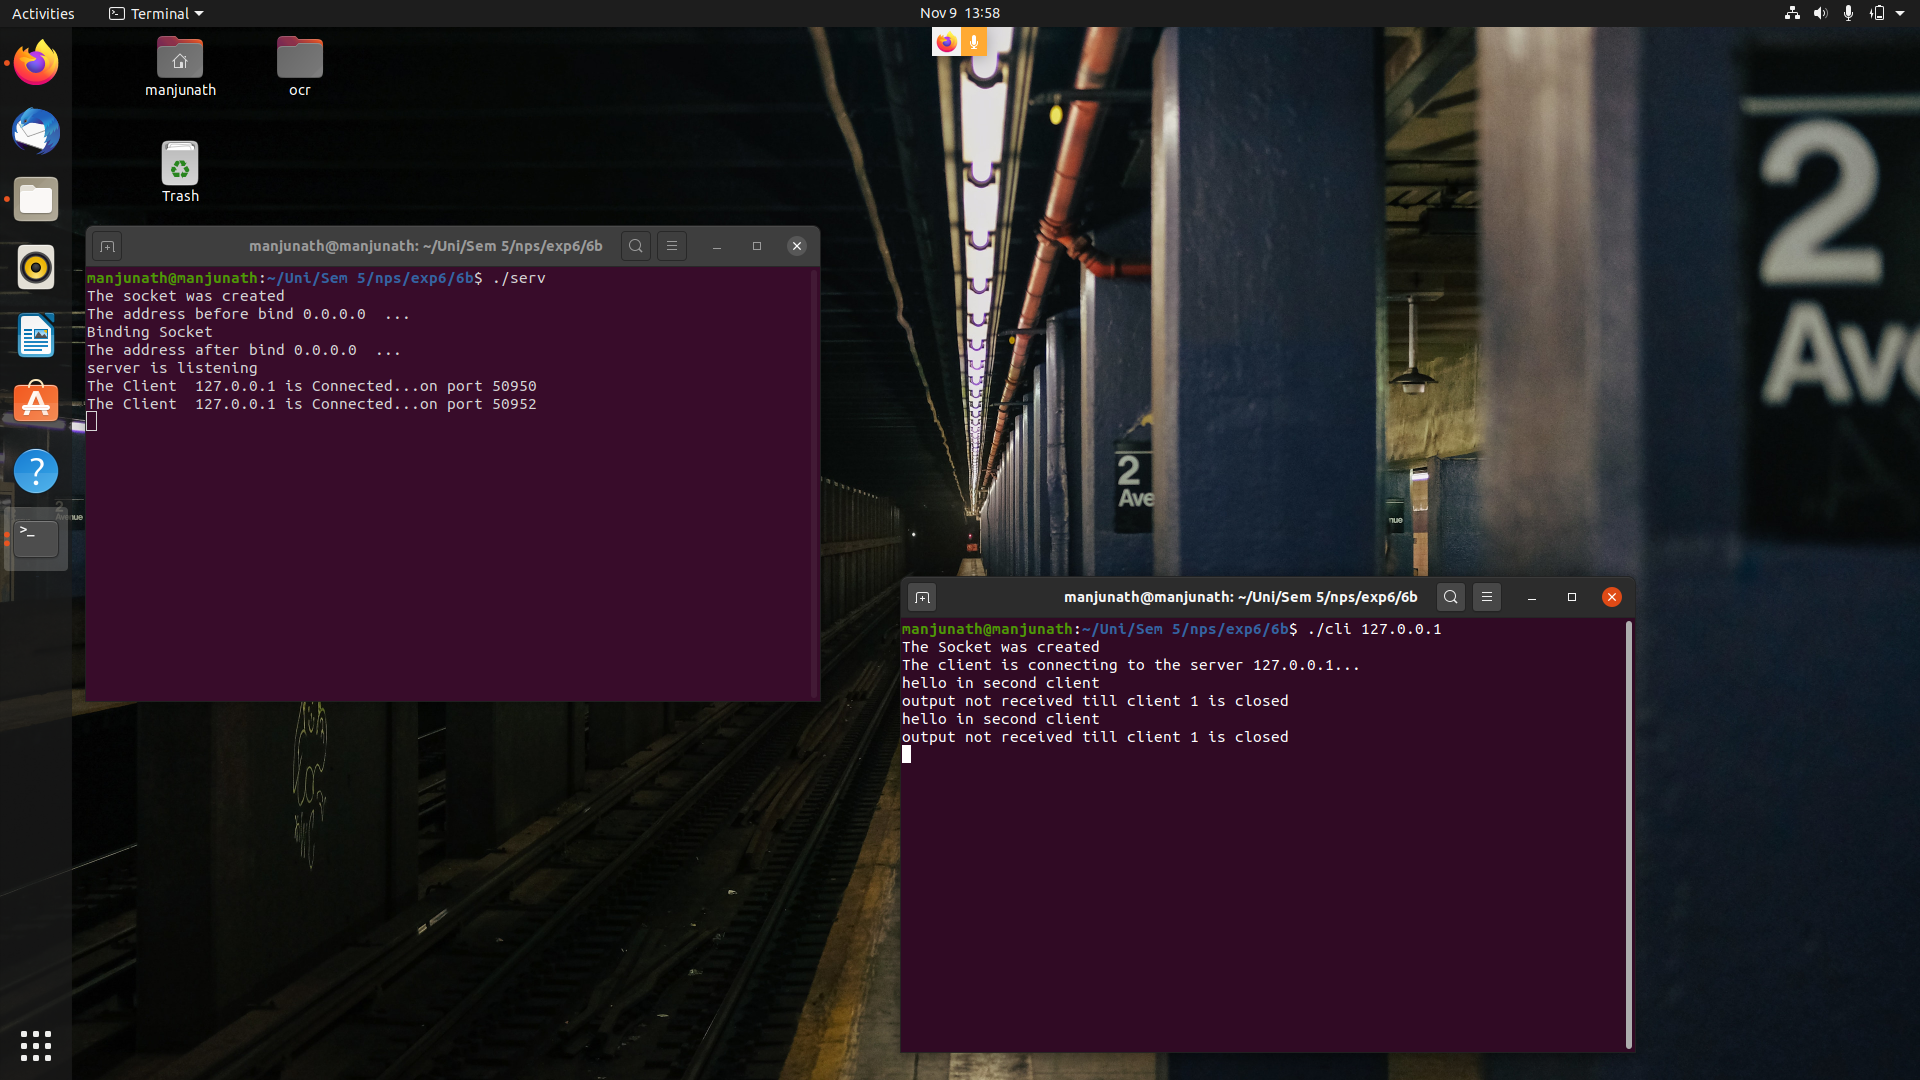 Activities
Terminal
Nov 9 13:58
manjunath
ocr
Trash
manjunath@manjunath: ~/Uni/Sem 5/nps/exp6/6b
manjunath@manjunath:~/Uni/Sem 5/nps/exp6/6b$ ./serv
The socket was created
The address before bind 0.0.0.0  ...
Binding Socket
The address after bind 0.0.0.0  ...
server is listening
The Client  127.0.0.1 is Connected...on port 50950
The Client  127.0.0.1 is Connected...on port 50952
2
Ave
2
Ave
nue
2
Avenue
manjunath@manjunath: ~/Uni/Sem 5/nps/exp6/6b
manjunath@manjunath:~/Uni/Sem 5/nps/exp6/6b$ ./cli 127.0.0.1
The Socket was created
The client is connecting to the server 127.0.0.1...
hello in second client
output not received till client 1 is closed
hello in second client
output not received till client 1 is closed